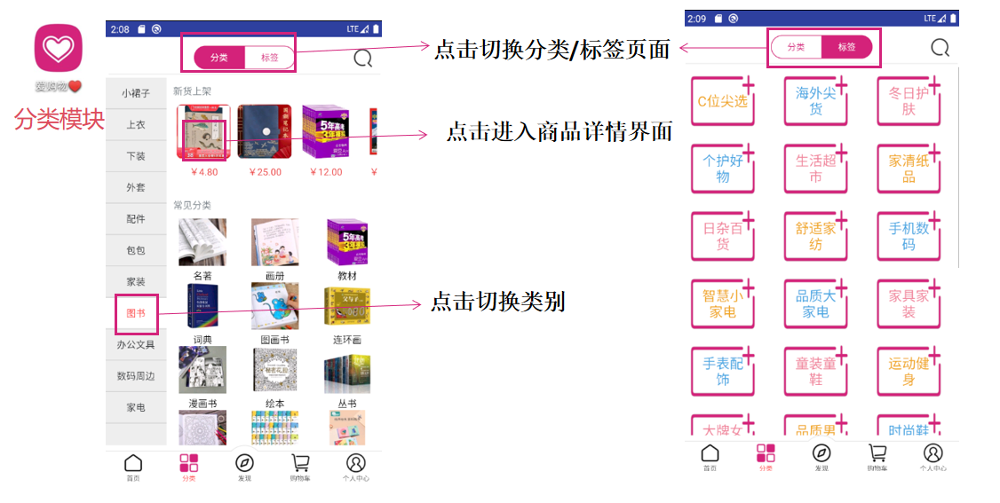 爱购物
分类模块
2:08
LTE
分类
标签
小裙子
上衣
下装
外套
配件
包包
家装
图书
办公文具
数码周边
家电
新货上架
￥4.80
￥25.00
￥12.00
￥
常见分类
名著
画册
教材
词典
图画书
连环画
漫画书
绘本
丛书
首页
分类
发现
购物车
个人中心
点击切换分类/标签页面
点击进入商品详情界面
点击切换类别
2:09
LTE
分类
标签
C位尖选
海外尖
货
冬日护
肤
个护好
物
生活超
市
家清纸
品
日杂百
货
舒适家
纺
手机数
码
智慧小
家电
品质大
家电
家具家
装
手表配
饰
童装童
鞋
运动健
身
大牌女
品质男
时尚鞋
首页
分类
发现
购物车
个人中心